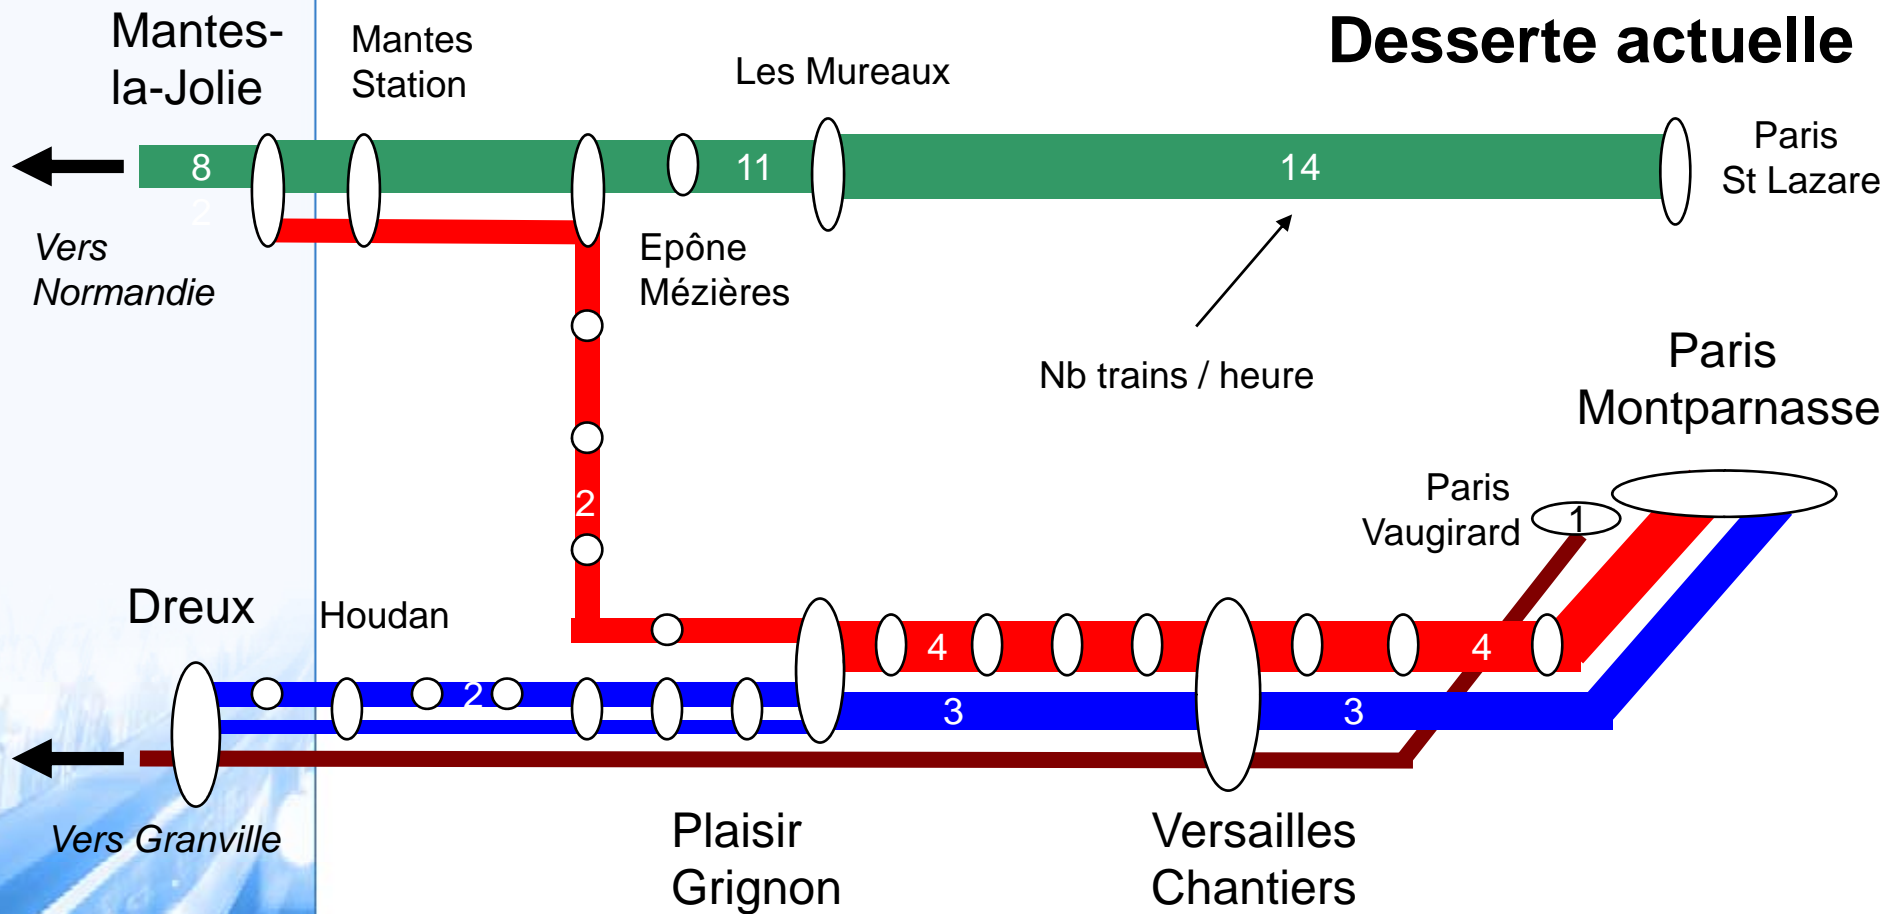 Desserte actuelle
Mantes-
la-Jolie
Mantes
Station
Les Mureaux
Paris
St Lazare
8
2
11
14
Vers
Normandie
Epône
Mézières
Nb trains / heure
Paris
Montparnasse
Paris
Vaugirard
1
2
Dreux
Houdan
4
4
2
3
3
Vers Granville
Plaisir
Grignon
Versailles
Chantiers